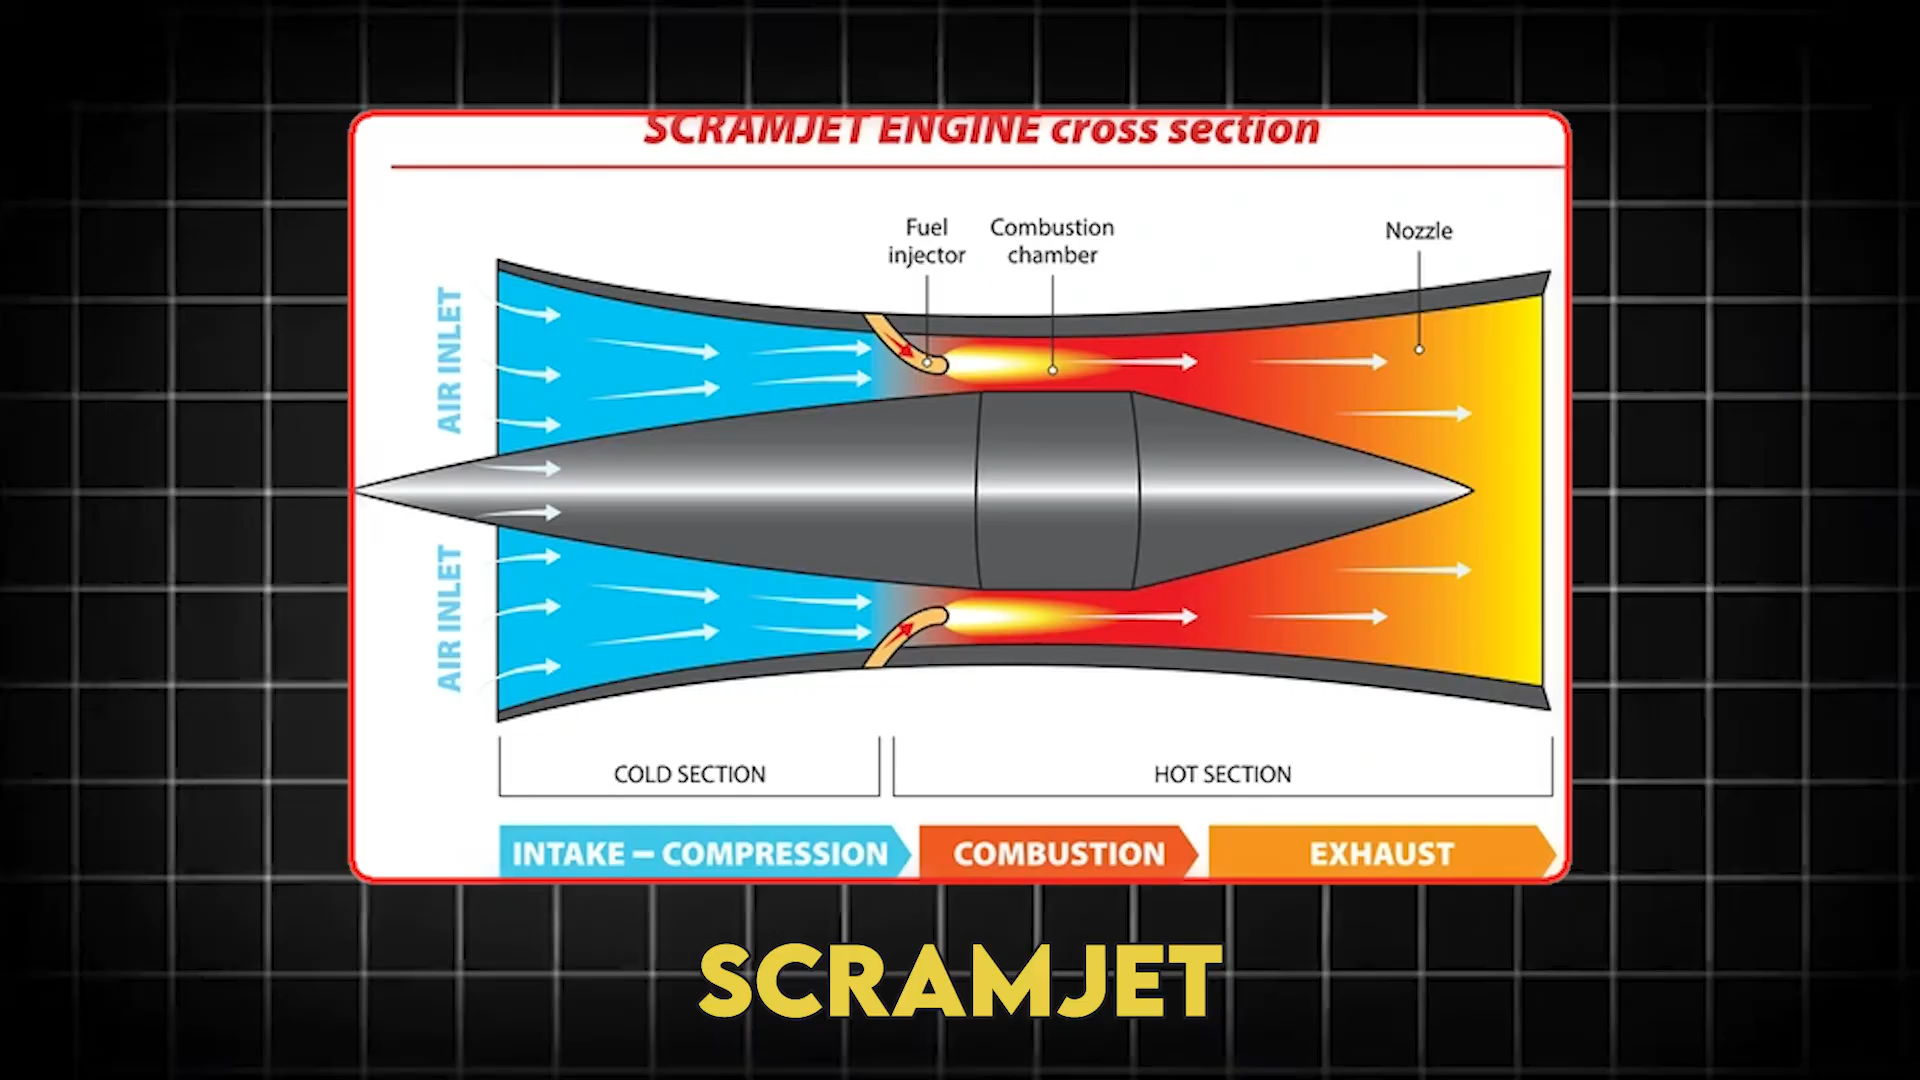 SCRAMJET ENGINE cross section
Fuel
injector
Combustion
chamber
Nozzle
AIR INLET
AIR INLET
COLD SECTION
HOT SECTION
INTAKE – COMPRESSION
COMBUSTION
EXHAUST
SCRAMJET